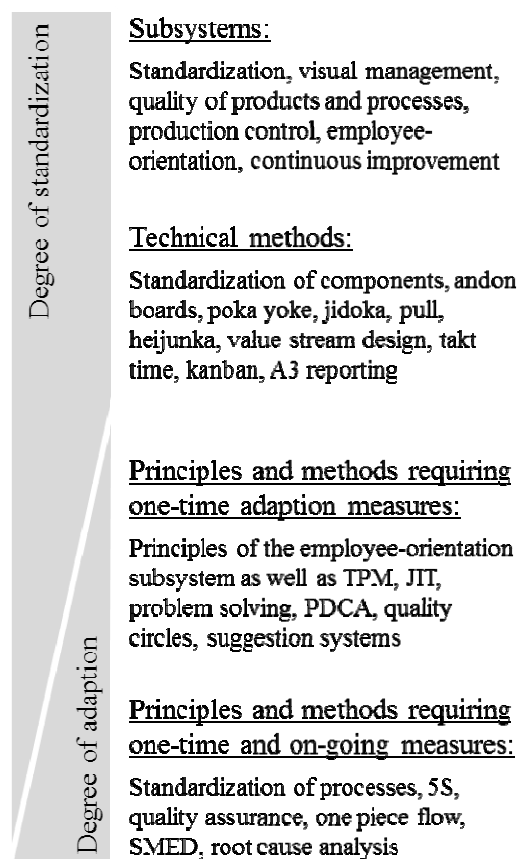 Degree of standardization
Subsystems:
Standardization, visual management,
quality of products and processes,
production control, employee-
orientation, continuous improvement
Technical methods:
Standardization of components, andon
boards, poka yoke, jidoka, pull,
heijunka, value stream design, takt
time, kanban, A3 reporting
Degree of adaption
Principles and methods requiring
one-time adaption measures:
Principles of the employee-orientation
subsystem as well as TPM, JIT,
problem solving, PDCA, quality
circles, suggestion systems
Principles and methods requiring
one-time and on-going measures:
Standardization of processes, 5S,
quality assurance, one piece flow,
SMED, root cause analysis